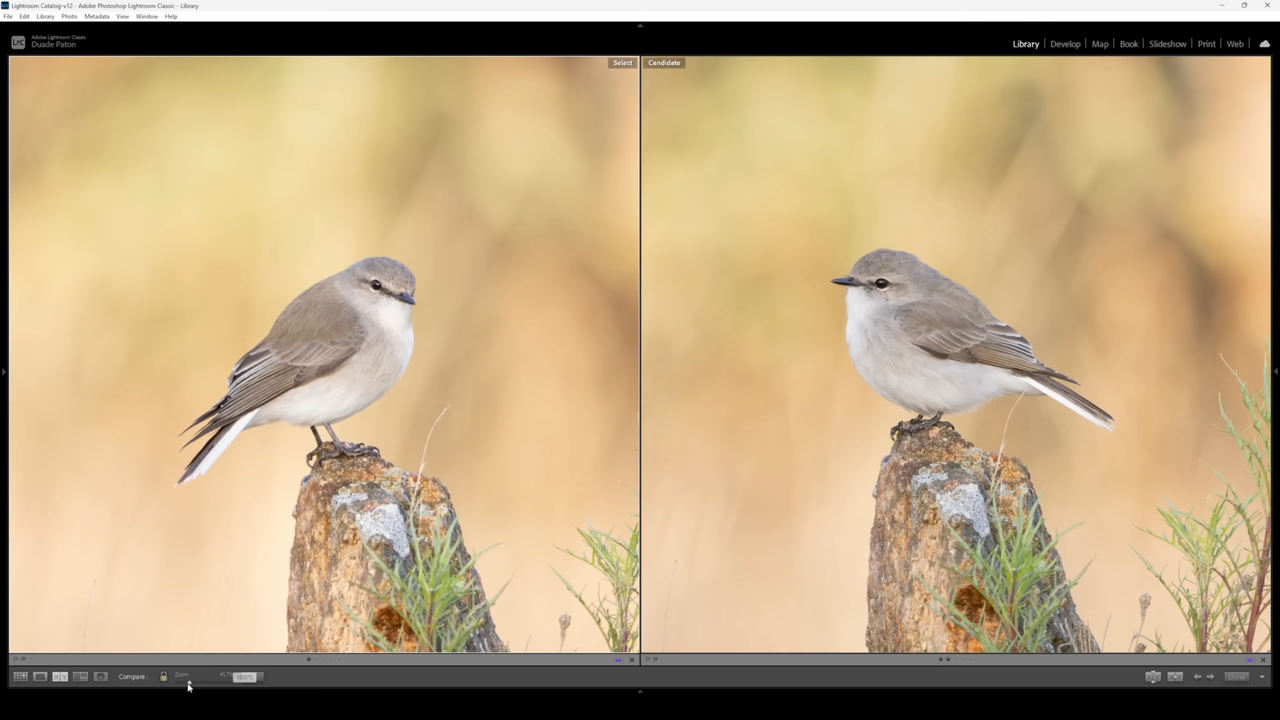 Lightroom Catalog-v12 - Adobe Photoshop Lightroom Classic - Library
File Edit Library Photo Metadata View Window Help
LrC
Adobe Lightroom Classic
Duade Paton
Library | Develop | Map | Book | Slideshow | Print | Web
Select
Candidate
Compare :
Zoom
Done